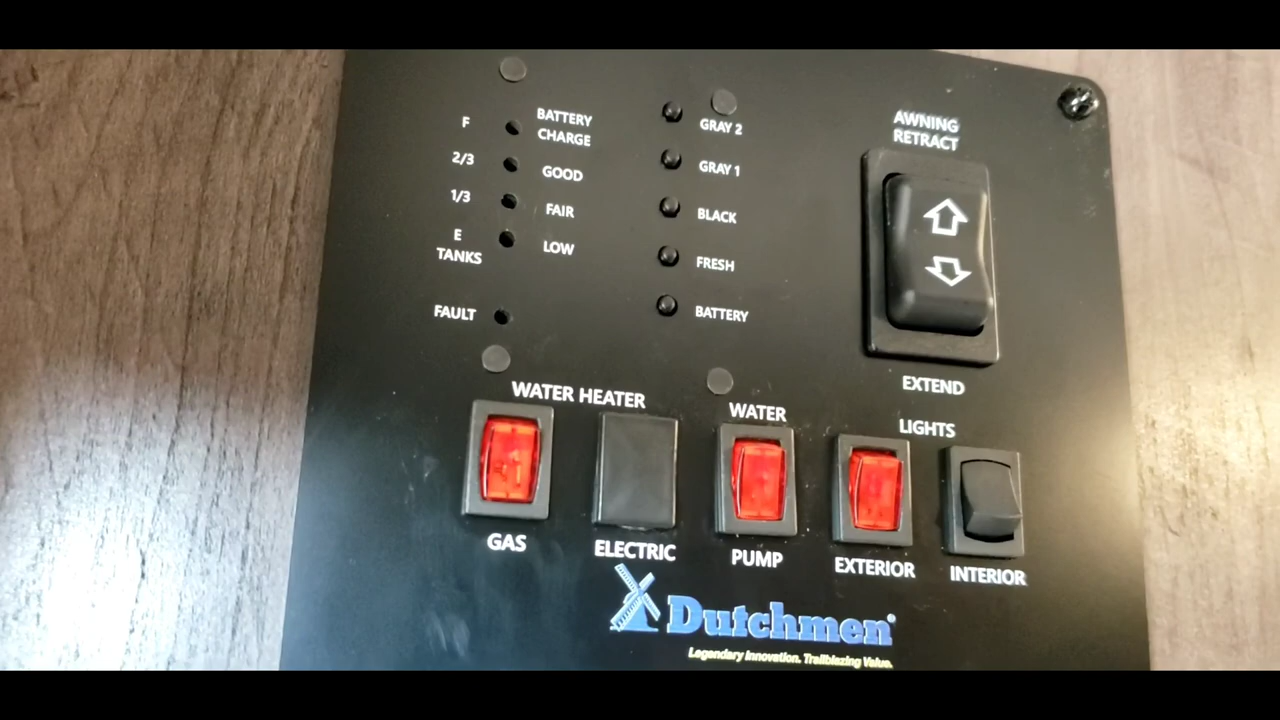 F
BATTERY
CHARGE
2/3
GOOD
1/3
FAIR
E
TANKS
LOW
FAULT
GRAY 2
GRAY 1
BLACK
FRESH
BATTERY
AWNING
RETRACT
EXTEND
WATER HEATER
WATER
LIGHTS
GAS
ELECTRIC
PUMP
EXTERIOR
INTERIOR
Dutchmen®
Legendary Innovation. Trailblazing Value.